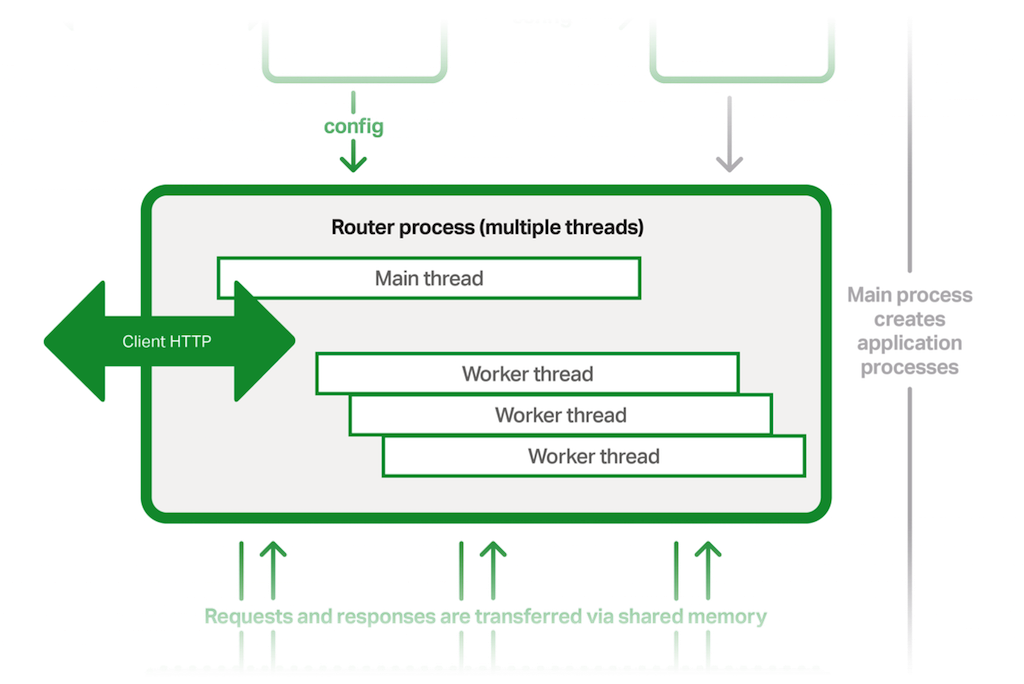 config
Router process (multiple threads)
Main thread
Client HTTP
Worker thread
Worker thread
Worker thread
Main process
creates
application
processes
Requests and responses are transferred via shared memory